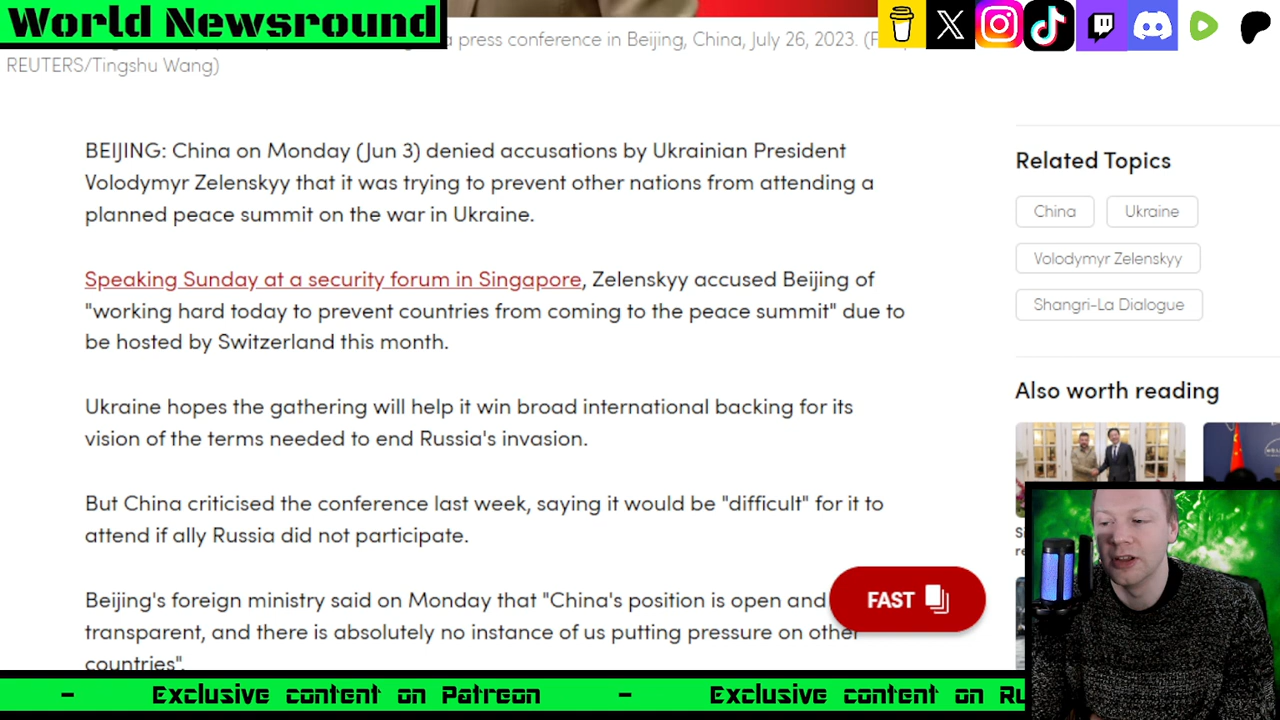 World Newsround
a press conference in Beijing, China, July 26, 2023.
REUTERS/Tingshu Wang)
BEIJING: China on Monday (Jun 3) denied accusations by Ukrainian President
Volodymyr Zelenskyy that it was trying to prevent other nations from attending a
planned peace summit on the war in Ukraine.
Speaking Sunday at a security forum in Singapore, Zelenskyy accused Beijing of
"working hard today to prevent countries from coming to the peace summit" due to
be hosted by Switzerland this month.
Ukraine hopes the gathering will help it win broad international backing for its
vision of the terms needed to end Russia's invasion.
But China criticised the conference last week, saying it would be "difficult" for it to
attend if ally Russia did not participate.
Beijing's foreign ministry said on Monday that "China's position is open and
transparent, and there is absolutely no instance of us putting pressure on other
countries".
FAST
Related Topics
China
Ukraine
Volodymyr Zelenskyy
Shangri-La Dialogue
Also worth reading
- Exclusive content on Patreon - Exclusive content on Ru